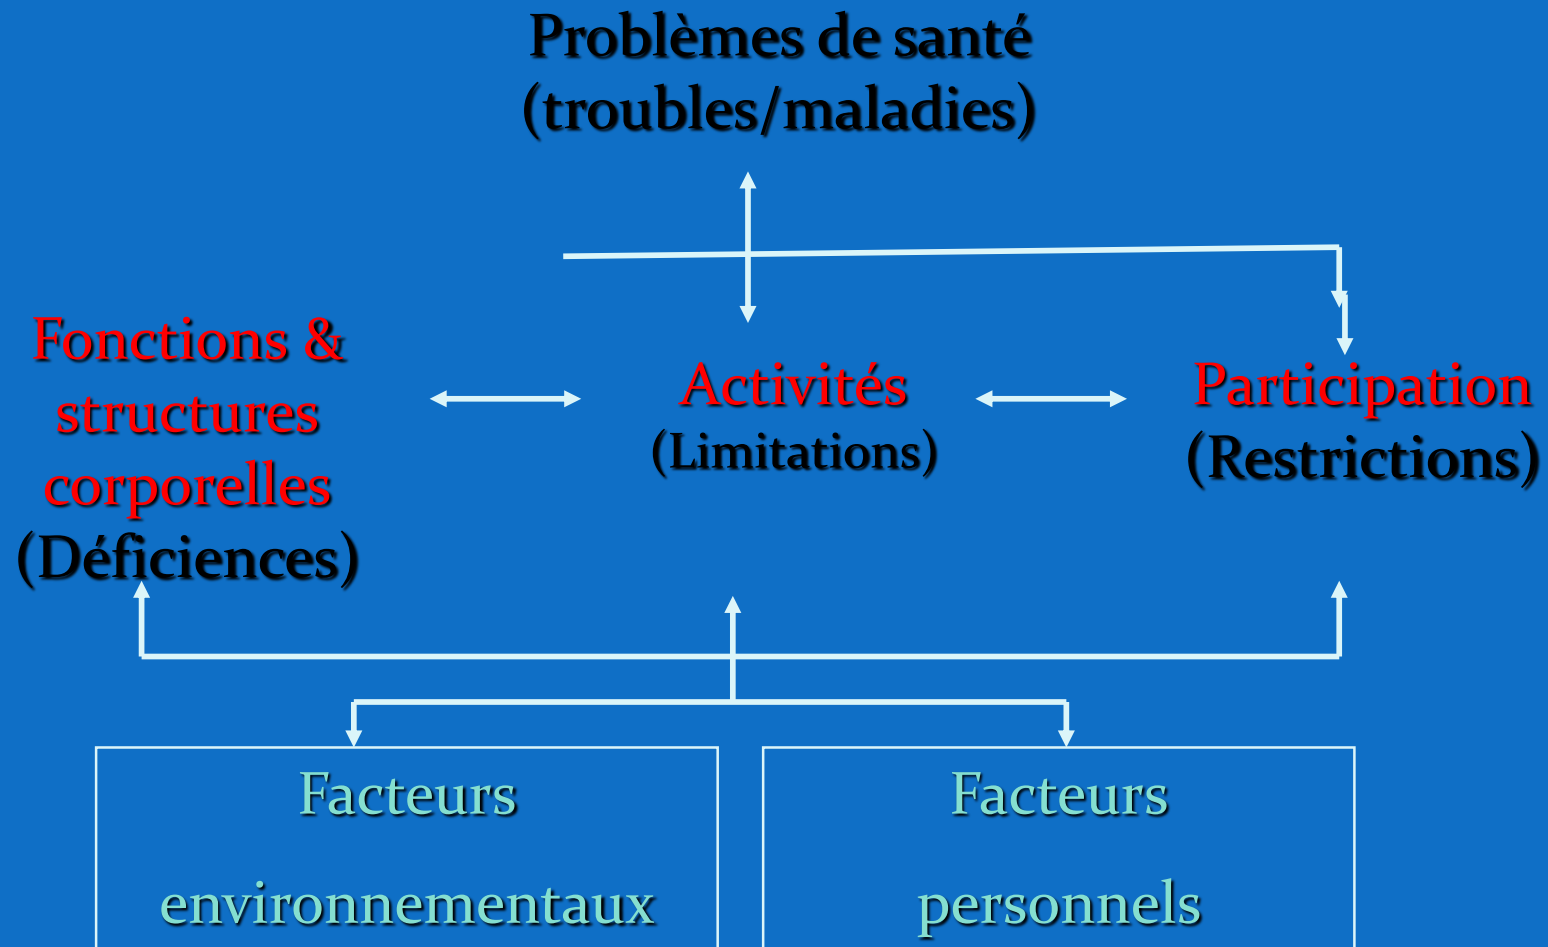 Problèmes de santé
(troubles/maladies)
Fonctions &
structures
corporelles
(Déficiences)
Activités
(Limitations)
Participation
(Restrictions)
Facteurs
environnementaux
Facteurs
personnels